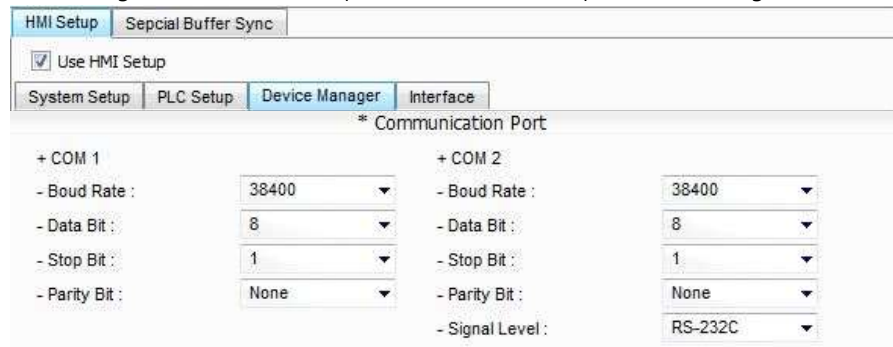 HMI Setup Sepcial Buffer Sync
Use HMI Setup
System Setup PLC Setup Device Manager Interface
* Communication Port
+ COM 1 + COM 2
- Boud Rate : 38400 - Boud Rate : 38400
- Data Bit : 8 - Data Bit : 8
- Stop Bit : 1 - Stop Bit : 1
- Parity Bit : None - Parity Bit : None
- Signal Level : RS-232C